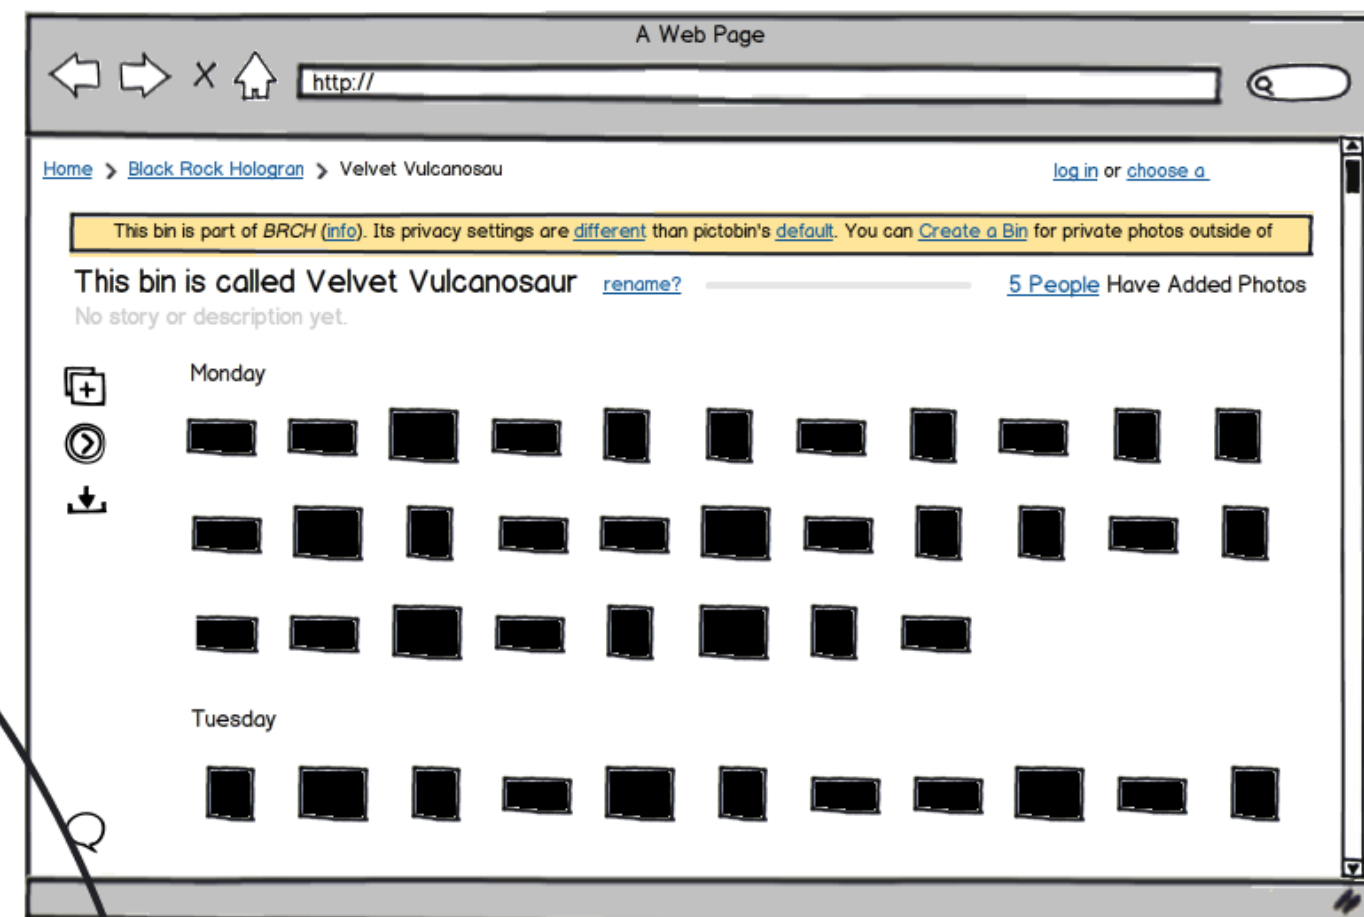 A Web Page
http://
Home > Black Rock Hologran > Velvet Vulcanosau
log in or choose a
This bin is part of BRCH (info). Its privacy settings are different than pictobin's default. You can Create a Bin for private photos outside of
This bin is called Velvet Vulcanosaur rename?
5 People Have Added Photos
No story or description yet.
Monday
Tuesday